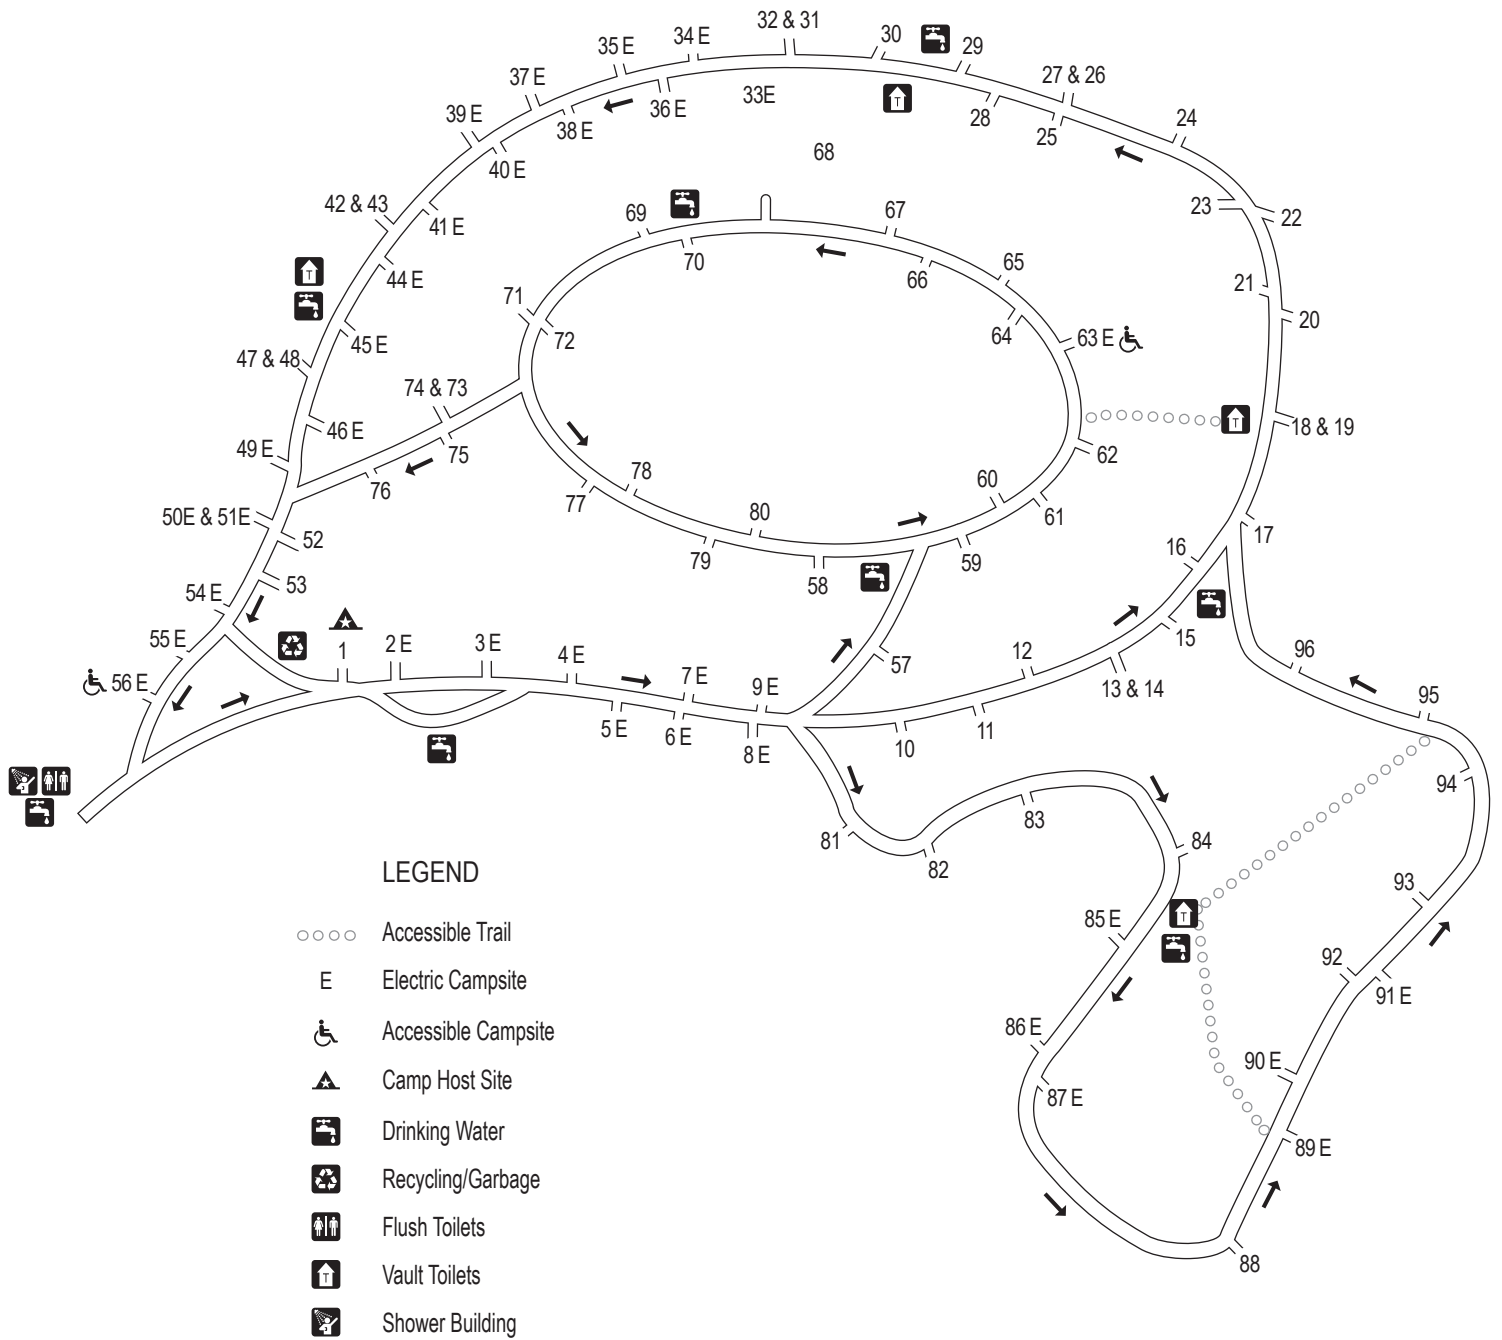 32 & 31
30
29
34 E
35 E
27 & 26
37 E
33E
36 E
28
25
24
39 E
38 E
68
40 E
42 & 43
41 E
69
67
23
22
T
70
65
66
44 E
21
71
64
20
72
63 E
45 E
47 & 48
74 & 73
T
18 & 19
46 E
49 E
75
62
78
60
76
77
61
50E & 51E
80
17
52
79
59
16
58
53
54 E
15
55 E
1
2 E
3 E
4 E
57
12
96
56 E
7 E
9 E
13 & 14
95
5 E
6 E
8 E
10
11
94
81
83
82
84
93
T
85 E
92
91 E
86 E
90 E
87 E
89 E
88
LEGEND
Accessible Trail
E Electric Campsite
Accessible Campsite
Camp Host Site
Drinking Water
Recycling/Garbage
Flush Toilets
T Vault Toilets
Shower Building